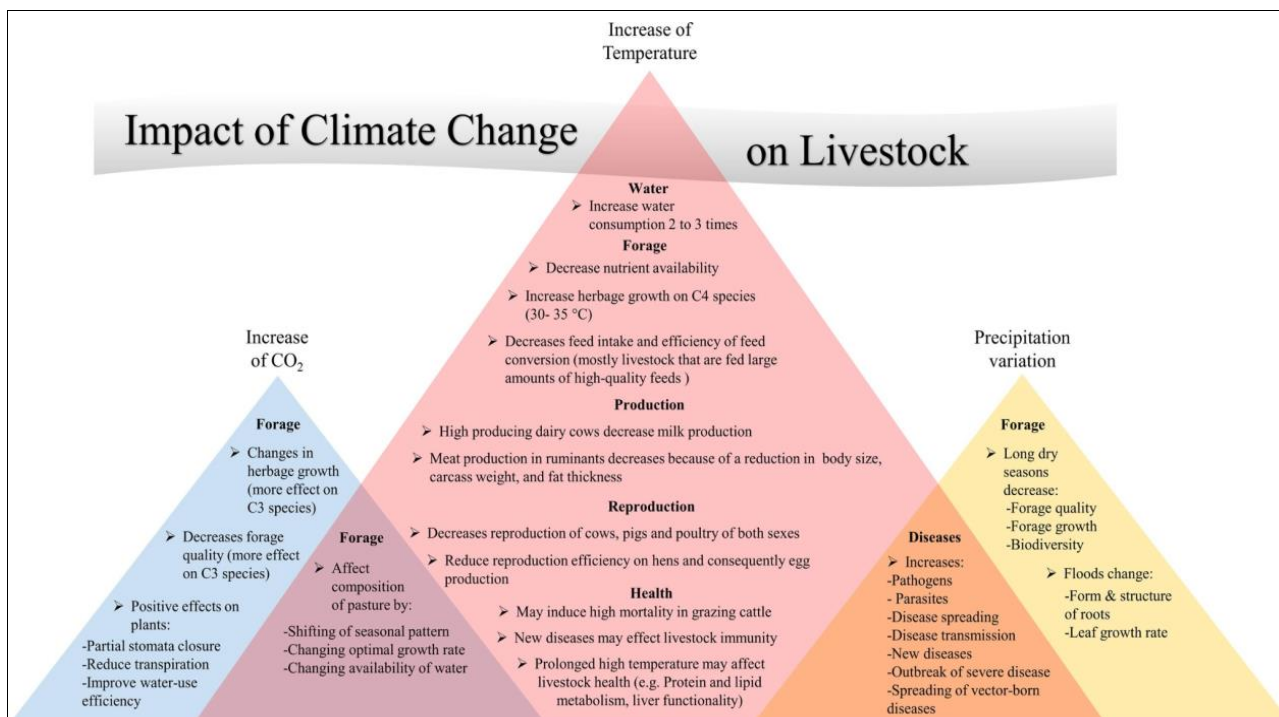 Increase of
Temperature
Impact of Climate Change
on Livestock
Water
➢ Increase water
consumption 2 to 3 times
Forage
➢ Decrease nutrient availability
➢ Increase herbage growth on C4 species
(30- 35 °C)
➢ Decreases feed intake and efficiency of feed
conversion (mostly livestock that are fed large
amounts of high-quality feeds )
Production
➢ High producing dairy cows decrease milk production
➢ Meat production in ruminants decreases because of a reduction in body size,
carcass weight, and fat thickness
Reproduction
➢ Decreases reproduction of cows, pigs and poultry of both sexes
➢ Reduce reproduction efficiency on hens and consequently egg
production
Health
➢ May induce high mortality in grazing cattle
➢ New diseases may effect livestock immunity
➢ Prolonged high temperature may affect
livestock health (e.g. Protein and lipid
metabolism, liver functionality)
Increase
of CO₂
Forage
➢ Changes in
herbage growth
(more effect on
C3 species)
➢ Decreases forage
quality (more effect
on C3 species)
➢ Positive effects on
plants:
-Partial stomata closure
-Reduce transpiration
-Improve water-use
efficiency
Forage
➢ Affect
composition
of pasture by:
-Shifting of seasonal pattern
-Changing optimal growth rate
-Changing availability of water
Precipitation
variation
Forage
➢ Long dry
seasons
decrease:
-Forage quality
-Forage growth
-Biodiversity
➢ Floods change:
-Form & structure
of roots
-Leaf growth rate
Diseases
➢ Increases:
-Pathogens
- Parasites
-Disease spreading
-Disease transmission
-New diseases
-Outbreak of severe disease
-Spreading of vector-born
diseases